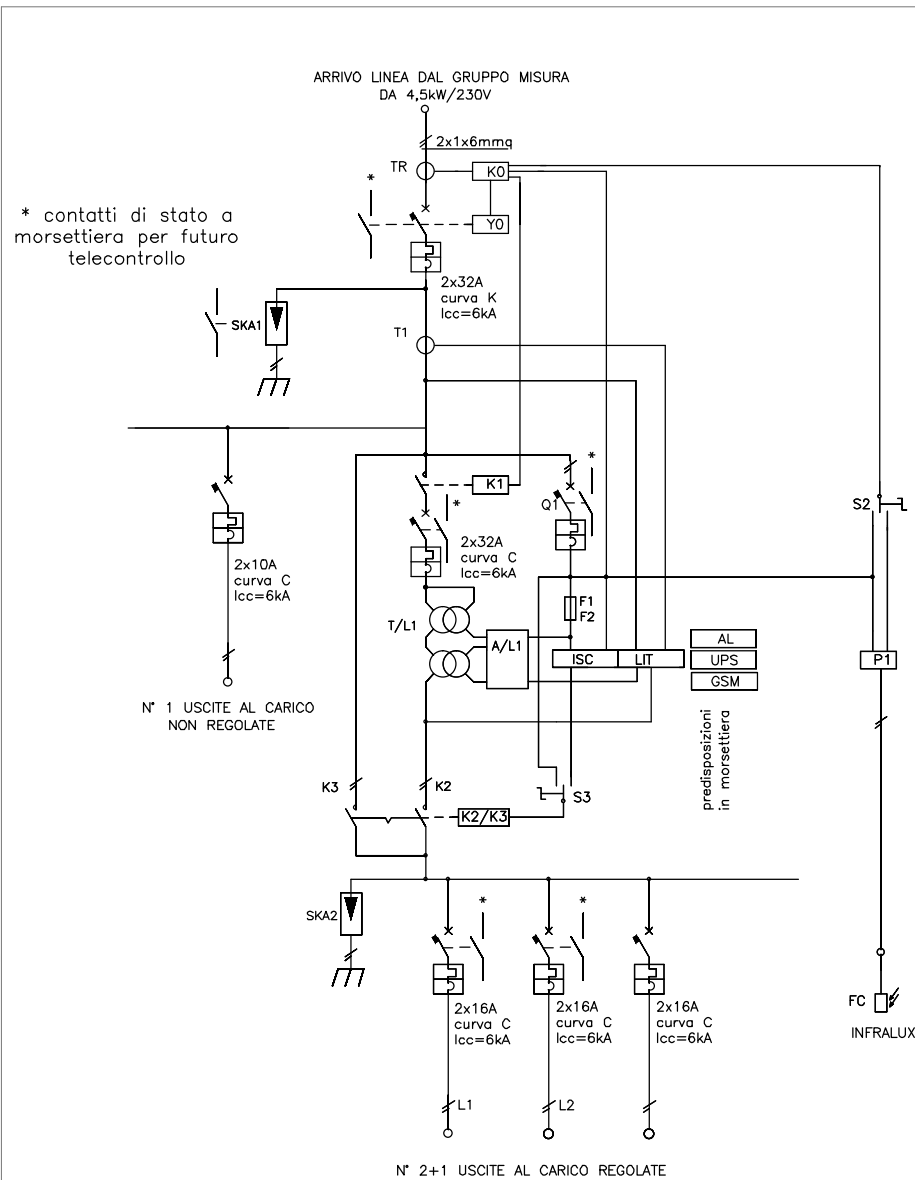 ARRIVO LINEA DAL GRUPPO MISURA
DA 4,5kW/230V
2x1x6mmq
TR
K0
*
Y0
* contatti di stato a
morsettiera per futuro
telecontrollo
2x32A
curva K
Icc=6kA
SKA1
T1
*
K1
Q1
S2
*
2x32A
curva C
Icc=6kA
2x10A
curva C
Icc=6kA
F1
F2
T/L1
A/L1
ISC
LIT
AL
UPS
GSM
P1
N° 1 USCITE AL CARICO
NON REGOLATE
predisposizioni
in morsettiera
K3
K2
S3
K2/K3
SKA2
*
*
2x16A
curva C
Icc=6kA
2x16A
curva C
Icc=6kA
2x16A
curva C
Icc=6kA
FC
INFRALUX
L1
L2
N° 2+1 USCITE AL CARICO REGOLATE